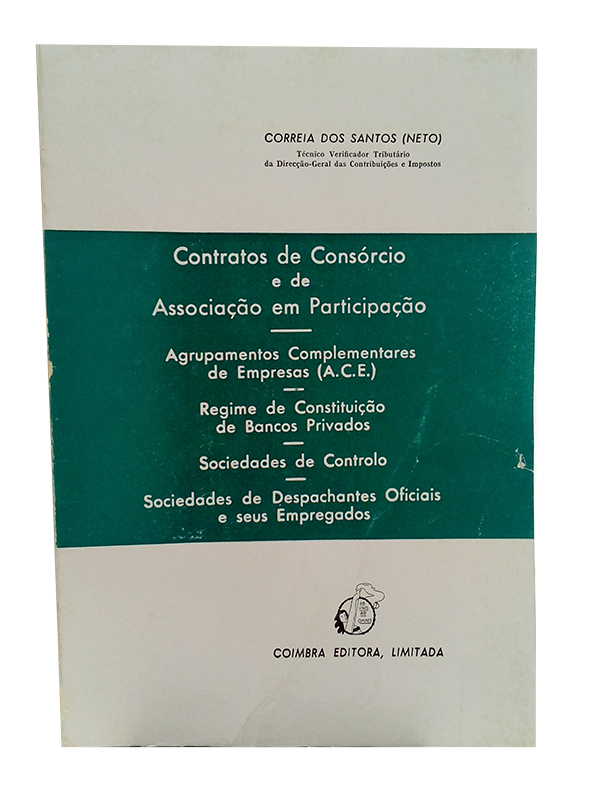 CORREIA DOS SANTOS (NETO)
Técnico Verificador Tributário
da Direcção-Geral das Contribuições e Impostos
Contratos de Consórcio
e de
Associação em Participação
Agrupamentos Complementares
de Empresas (A.C.E.)
Regime de Constituição
de Bancos Privados
Sociedades de Controlo
Sociedades de Despachantes Oficiais
e seus Empregados
COIMBRA EDITORA, LIMITADA